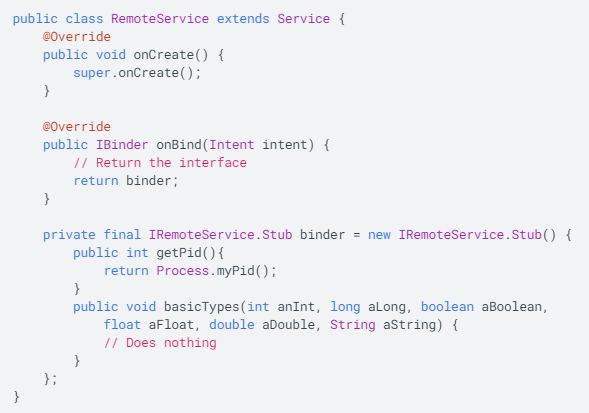 public class RemoteService extends Service {
    @Override
    public void onCreate() {
        super.onCreate();
    }

    @Override
    public IBinder onBind(Intent intent) {
        // Return the interface
        return binder;
    }

    private final IRemoteService.Stub binder = new IRemoteService.Stub() {
        public int getPid(){
            return Process.myPid();
        }
        public void basicTypes(int anInt, long aLong, boolean aBoolean,
            float aFloat, double aDouble, String aString) {
            // Does nothing
        }
    };
}